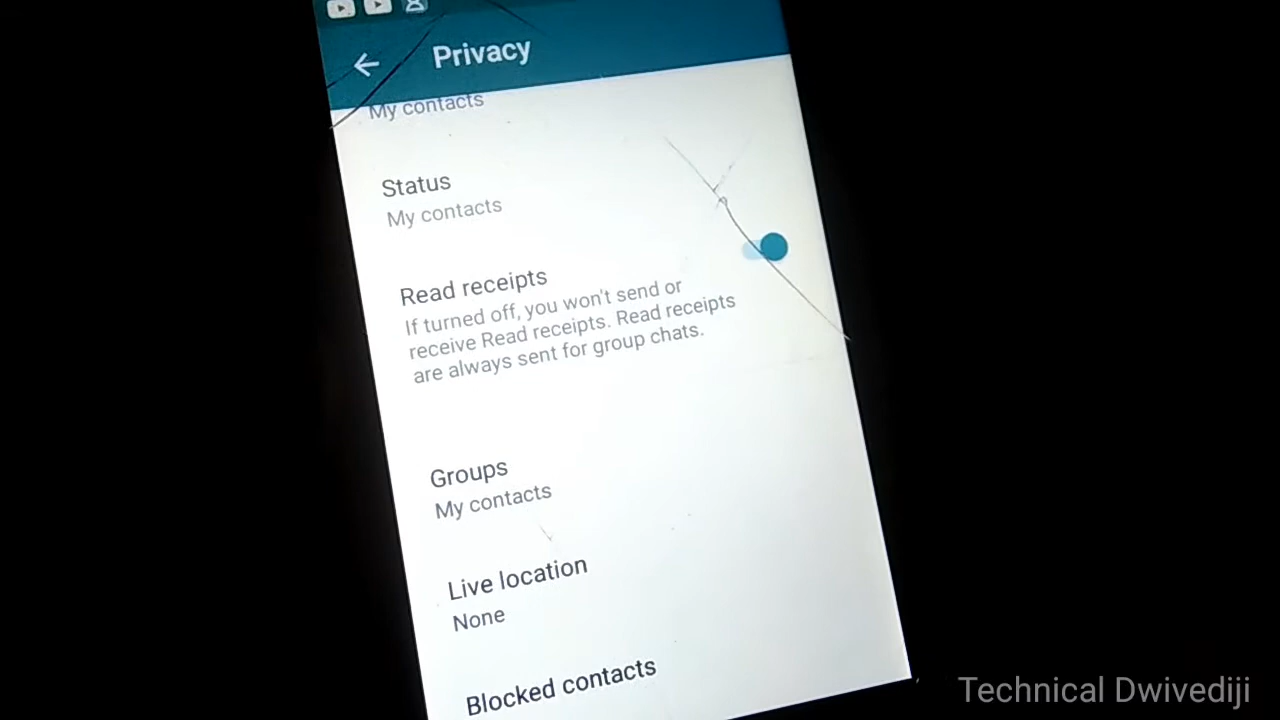 Privacy
My contacts
Status
My contacts
Read receipts
If turned off, you won't send or
receive Read receipts. Read receipts
are always sent for group chats.
Groups
My contacts
Live location
None
Blocked contacts
Technical Dwivediji